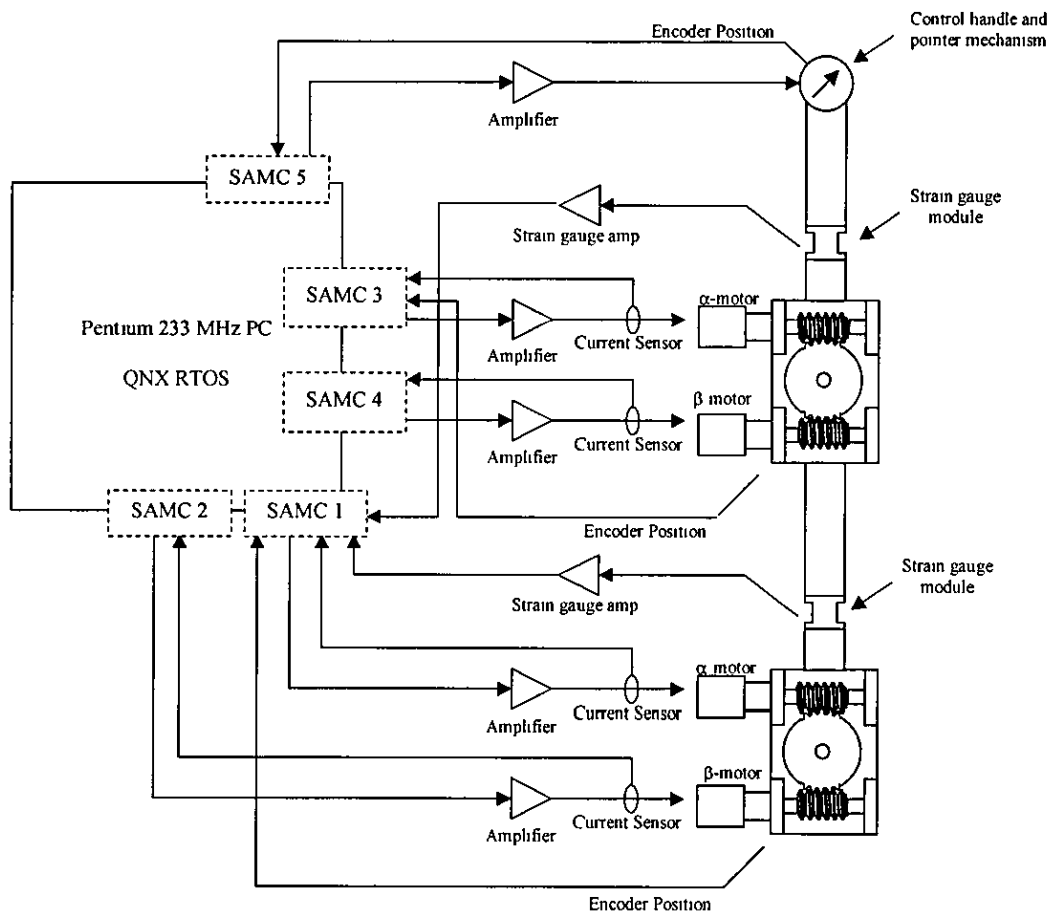 Control handle and
pointer mechanism
Encoder Position
Amplifier
SAMC 5
Strain gauge
module
Strain gauge amp
SAMC 3
α-motor
Pentium 233 MHz PC
Amplifier
Current Sensor
QNX RTOS
SAMC 4
β motor
Amplifier
Current Sensor
SAMC 2
SAMC 1
Encoder Position
Strain gauge
module
Strain gauge amp
α motor
Amplifier
Current Sensor
β-motor
Amplifier
Current Sensor
Encoder Position